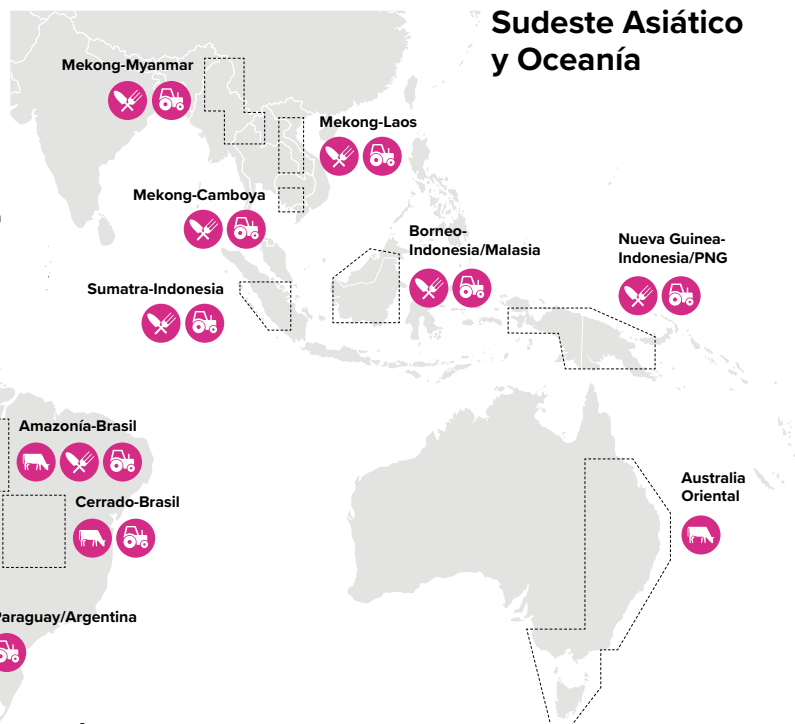 Sudeste Asiático
y Oceanía
Mekong-Myanmar
Mekong-Laos
Mekong-Camboya
Borneo-
Indonesia/Malasia
Nueva Guinea-
Indonesia/PNG
Sumatra-Indonesia
Amazonía-Brasil
Cerrado-Brasil
Australia
Oriental
Paraguay/Argentina